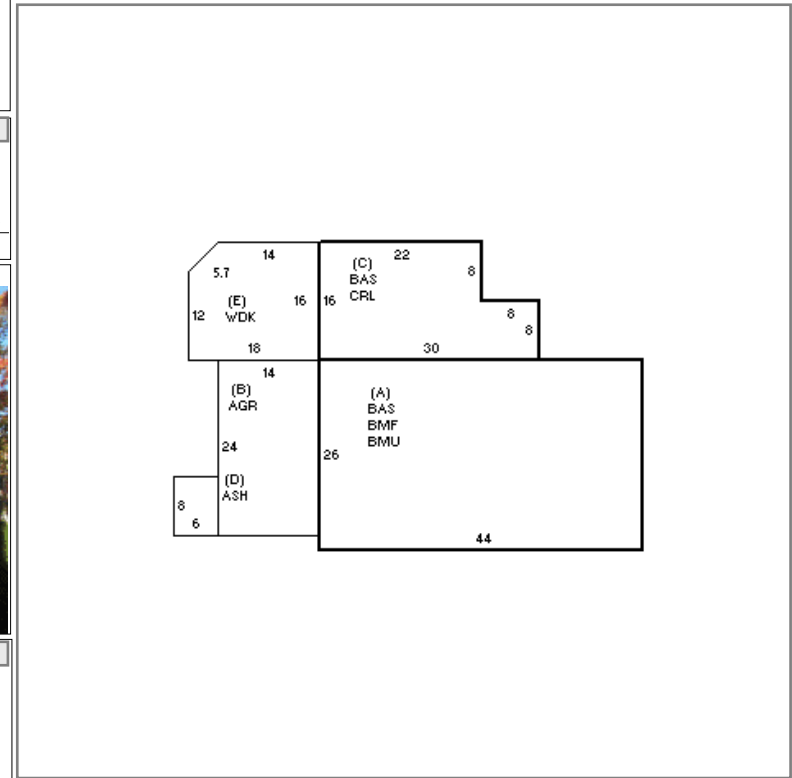 14
22
(C)
BAS
CRL
8
5.7
(E)
WDK
16
16
12
8
8
18
30
14
(B)
AGR
(A)
BAS
BMF
BMU
24
26
(D)
ASH
8
6
44